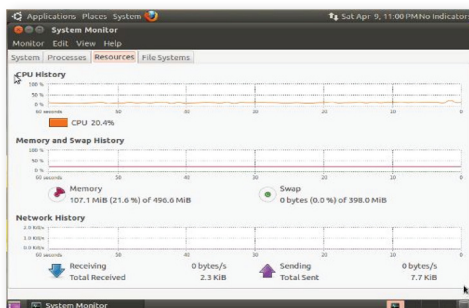 Applications Places System Sat Apr 9, 11:00 PM No Indicator
System Monitor
Monitor Edit View Help
System Processes Resources File Systems
CPU History
100 %
50 %
0 %
60 seconds 50 40 30 20 10 0
CPU 20.4%
Memory and Swap History
100 %
50 %
0 %
60 seconds 50 40 30 20 10 0
Memory Swap
107.1 MiB (21.6 %) of 496.6 MiB 0 bytes (0.0 %) of 398.0 MiB
Network History
60 seconds 50 40 30 20 10 0
Receiving 0 bytes/s Sending 0 bytes/s
Total Received 2.3 KiB Total Sent 7.7 KiB
System Monitor